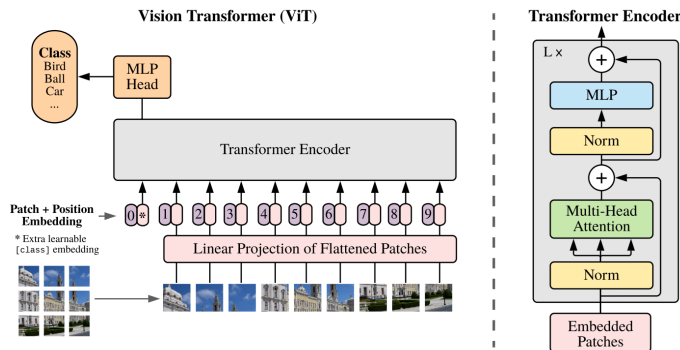 Vision Transformer (ViT)
Transformer Encoder
Class
Bird
Ball
Car
...
MLP
Head
Transformer Encoder
Patch + Position
Embedding
0 * 1 2 3 4 5 6 7 8 9
* Extra learnable
[class] embedding
Linear Projection of Flattened Patches
L x
+
MLP
Norm
+
Multi-Head
Attention
Norm
Embedded
Patches